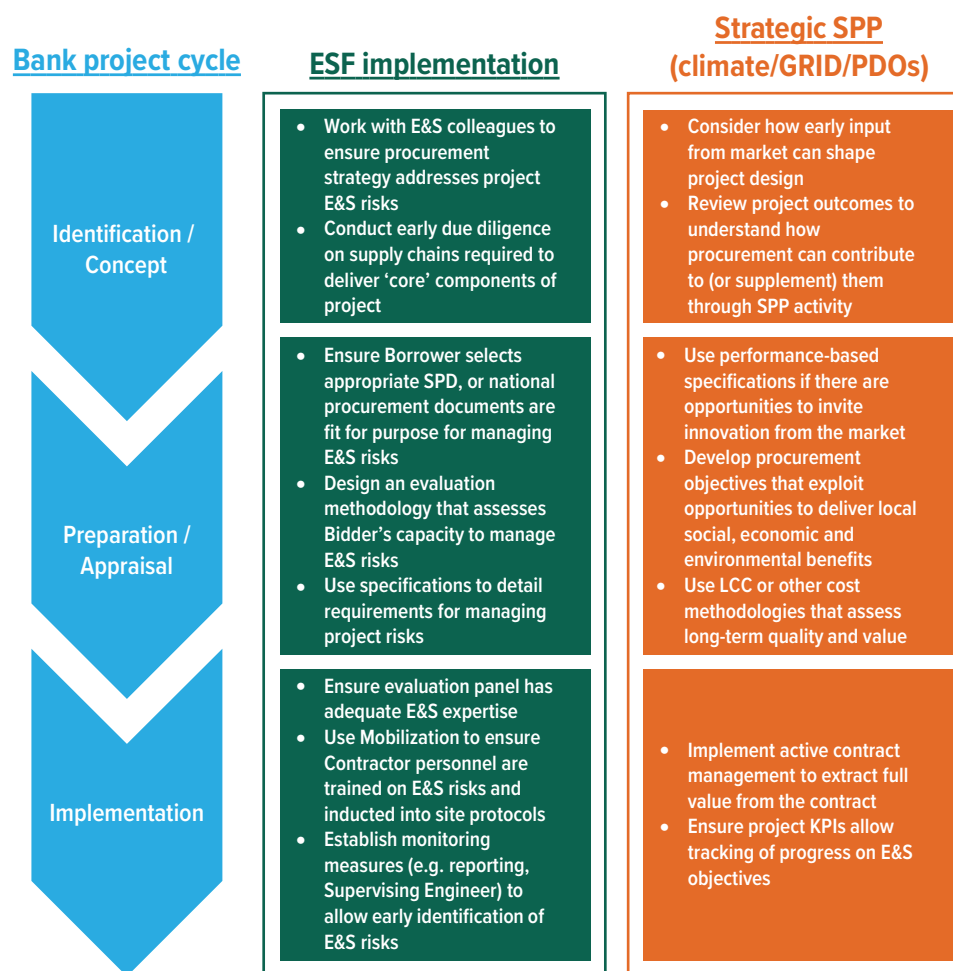 Bank project cycle
ESF implementation
Strategic SPP
(climate/GRID/PDOs)
Identification /
Concept
• Work with E&S colleagues to
ensure procurement
strategy addresses project
E&S risks
• Conduct early due diligence
on supply chains required to
deliver ‘core’ components of
project
• Consider how early input
from market can shape
project design
• Review project outcomes to
understand how
procurement can contribute
to (or supplement) them
through SPP activity
Preparation /
Appraisal
• Ensure Borrower selects
appropriate SPD, or national
procurement documents are
fit for purpose for managing
E&S risks
• Design an evaluation
methodology that assesses
Bidder’s capacity to manage
E&S risks
• Use specifications to detail
requirements for managing
project risks
• Use performance-based
specifications if there are
opportunities to invite
innovation from the market
• Develop procurement
objectives that exploit
opportunities to deliver local
social, economic and
environmental benefits
• Use LCC or other cost
methodologies that assess
long-term quality and value
Implementation
• Ensure evaluation panel has
adequate E&S expertise
• Use Mobilization to ensure
Contractor personnel are
trained on E&S risks and
inducted into site protocols
• Establish monitoring
measures (e.g. reporting,
Supervising Engineer) to
allow early identification of
E&S risks
• Implement active contract
management to extract full
value from the contract
• Ensure project KPIs allow
tracking of progress on E&S
objectives